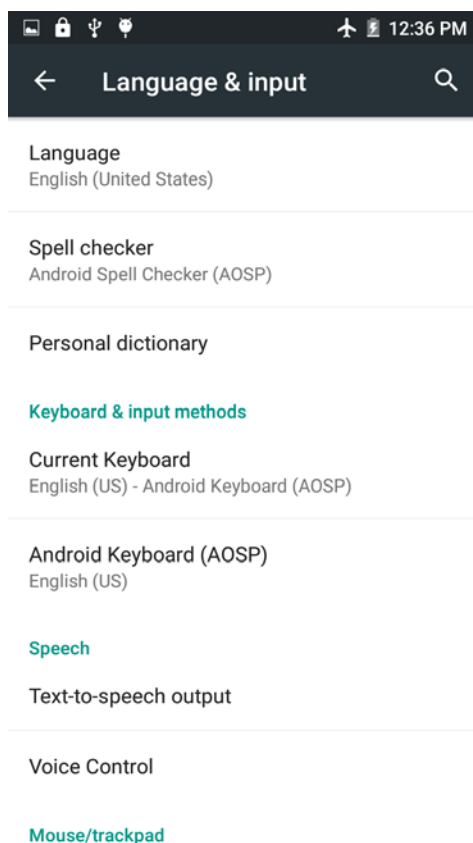 12:36 PM
Language & input
Language
English (United States)
Spell checker
Android Spell Checker (AOSP)
Personal dictionary
Keyboard & input methods
Current Keyboard
English (US) - Android Keyboard (AOSP)
Android Keyboard (AOSP)
English (US)
Speech
Text-to-speech output
Voice Control
Mouse/trackpad